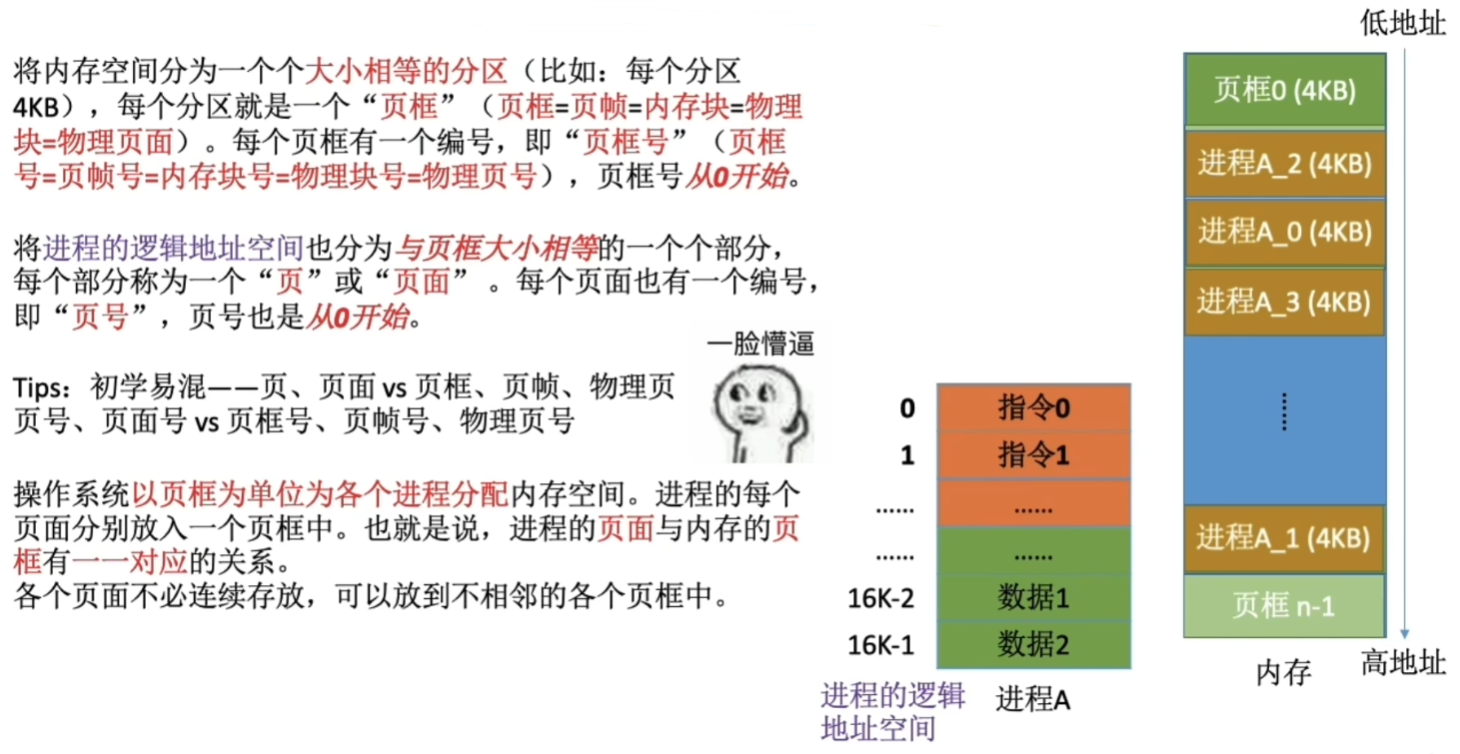 将内存空间分为一个个大小相等的分区（比如：每个分区
4KB），每个分区就是一个“页框”（页框=页帧=内存块=物理
块=物理页面）。每个页框有一个编号，即“页框号”（页框
号=页帧号=内存块号=物理块号=物理页号），页框号从0开始。
将进程的逻辑地址空间也分为与页框大小相等的一个个部分，
每个部分称为一个“页”或“页面” 。每个页面也有一个编号，
即“页号”，页号也是从0开始。
Tips：初学易混——页、页面 vs 页框、页帧、物理页
页号、页面号 vs 页框号、页帧号、物理页号
操作系统以页框为单位为各个进程分配内存空间。进程的每个
页面分别放入一个页框中。也就是说，进程的页面与内存的页
框有一一对应的关系。
各个页面不必连续存放，可以放到不相邻的各个页框中。
一脸懵逼
0 指令0
1 指令1
...... ......
...... ......
16K-2 数据1
16K-1 数据2
进程的逻辑
地址空间
进程A
低地址
页框0 (4KB)
进程A_2 (4KB)
进程A_0 (4KB)
进程A_3 (4KB)
......
进程A_1 (4KB)
页框 n-1
内存
高地址